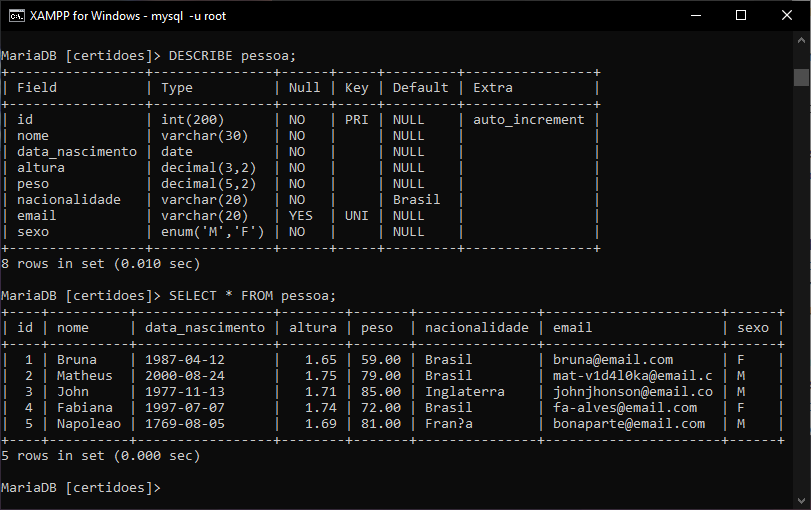 XAMPP for Windows - mysql  -u root
MariaDB [certidoes]> DESCRIBE pessoa;
+-----------------+---------------+------+-----+---------+----------------+
| Field           | Type          | Null | Key | Default | Extra          |
+-----------------+---------------+------+-----+---------+----------------+
| id              | int(200)      | NO   | PRI | NULL    | auto_increment |
| nome            | varchar(30)   | NO   |     | NULL    |                |
| data_nascimento | date          | NO   |     | NULL    |                |
| altura          | decimal(3,2)  | NO   |     | NULL    |                |
| peso            | decimal(5,2)  | NO   |     | NULL    |                |
| nacionalidade   | varchar(20)   | NO   |     | Brasil  |                |
| email           | varchar(20)   | YES  | UNI | NULL    |                |
| sexo            | enum('M','F') | NO   |     | NULL    |                |
+-----------------+---------------+------+-----+---------+----------------+
8 rows in set (0.010 sec)
MariaDB [certidoes]> SELECT * FROM pessoa;
+----+----------+-----------------+--------+-------+---------------+----------------------+------+
| id | nome     | data_nascimento | altura | peso  | nacionalidade | email                | sexo |
+----+----------+-----------------+--------+-------+---------------+----------------------+------+
|  1 | Bruna    | 1987-04-12      |   1.65 | 59.00 | Brasil        | bruna@email.com      | F    |
|  2 | Matheus  | 2000-08-24      |   1.75 | 79.00 | Brasil        | mat-v1d4l0ka@email.c | M    |
|  3 | John     | 1977-11-13      |   1.71 | 85.00 | Inglaterra    | johnjhonson@email.co | M    |
|  4 | Fabiana  | 1997-07-07      |   1.74 | 72.00 | Brasil        | fa-alves@email.com   | F    |
|  5 | Napoleao | 1769-08-05      |   1.69 | 81.00 | Fran?a        | bonaparte@email.com  | M    |
+----+----------+-----------------+--------+-------+---------------+----------------------+------+
5 rows in set (0.000 sec)
MariaDB [certidoes]>